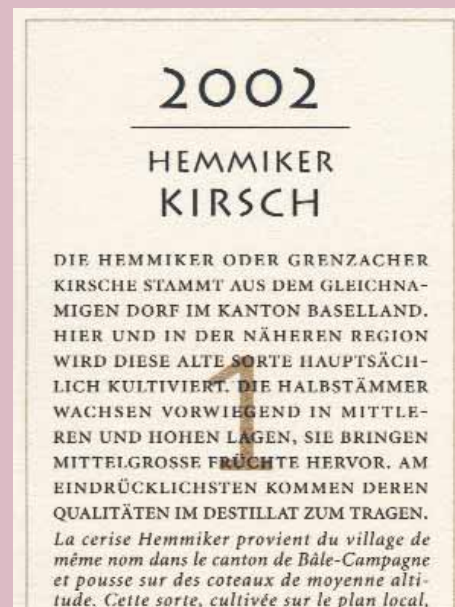 2002
HEMMIKER
KIRSCH
DIE HEMMIKER ODER GRENZACHER
KIRSCHE STAMMT AUS DEM GLEICHNA-
MIGEN DORF IM KANTON BASELLAND.
HIER UND IN DER NÄHEREN REGION
WIRD DIESE ALTE SORTE HAUPTSÄCH-
LICH KULTIVIERT. DIE HALBSTÄMMER
WACHSEN VORWIEGEND IN MITTLE-
REN UND HOHEN LAGEN, SIE BRINGEN
MITTELGROSSE FRÜCHTE HERVOR. AM
EINDRÜCKLICHSTEN KOMMEN DEREN
QUALITÄTEN IM DESTILLAT ZUM TRAGEN.
La cerise Hemmiker provient du village de
même nom dans le canton de Bâle-Campagne
et pousse sur des coteaux de moyenne alti-
tude. Cette sorte, cultivée sur le plan local,
1